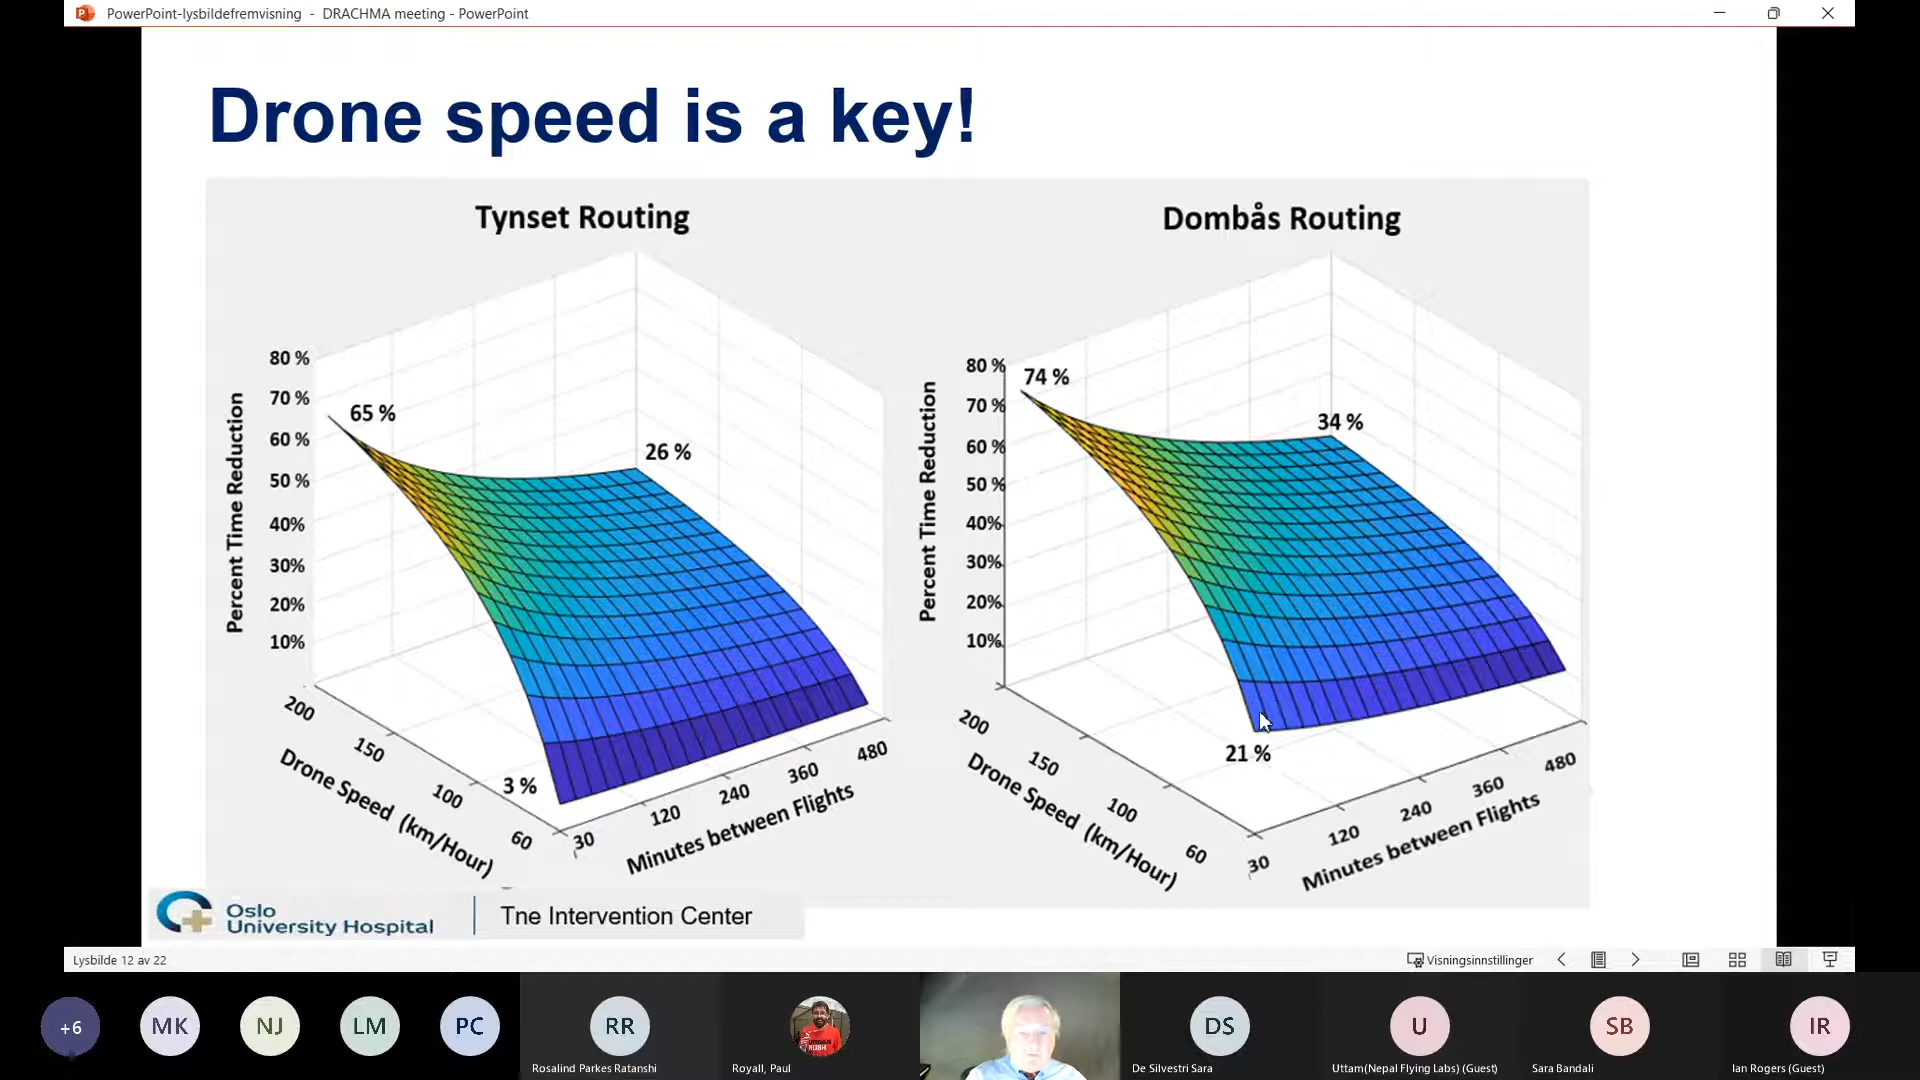 PowerPoint-lysbildefremvisning - DRACHMA meeting - PowerPoint
Drone speed is a key!
Tynset Routing
Percent Time Reduction
80 %
70 %
60 %
50 %
40%
30%
20%
10%
65 %
26 %
3 %
200
150
100
60
Drone Speed (km/Hour)
30
120
240
360
480
Minutes between Flights
Dombås Routing
Percent Time Reduction
80 %
70 %
60 %
50 %
40%
30%
20%
10%
74 %
34 %
21 %
200
150
100
60
Drone Speed (km/Hour)
30
120
240
360
480
Minutes between Flights
Oslo
University Hospital
Tne Intervention Center
Lysbilde 12 av 22
Visningsinnstillinger
+6
MK
NJ
LM
PC
RR
Rosalind Parkes Ratanshi
Royall, Paul
DS
De Silvestri Sara
U
Uttam(Nepal Flying Labs) (Guest)
SB
Sara Bandali
IR
Ian Rogers (Guest)